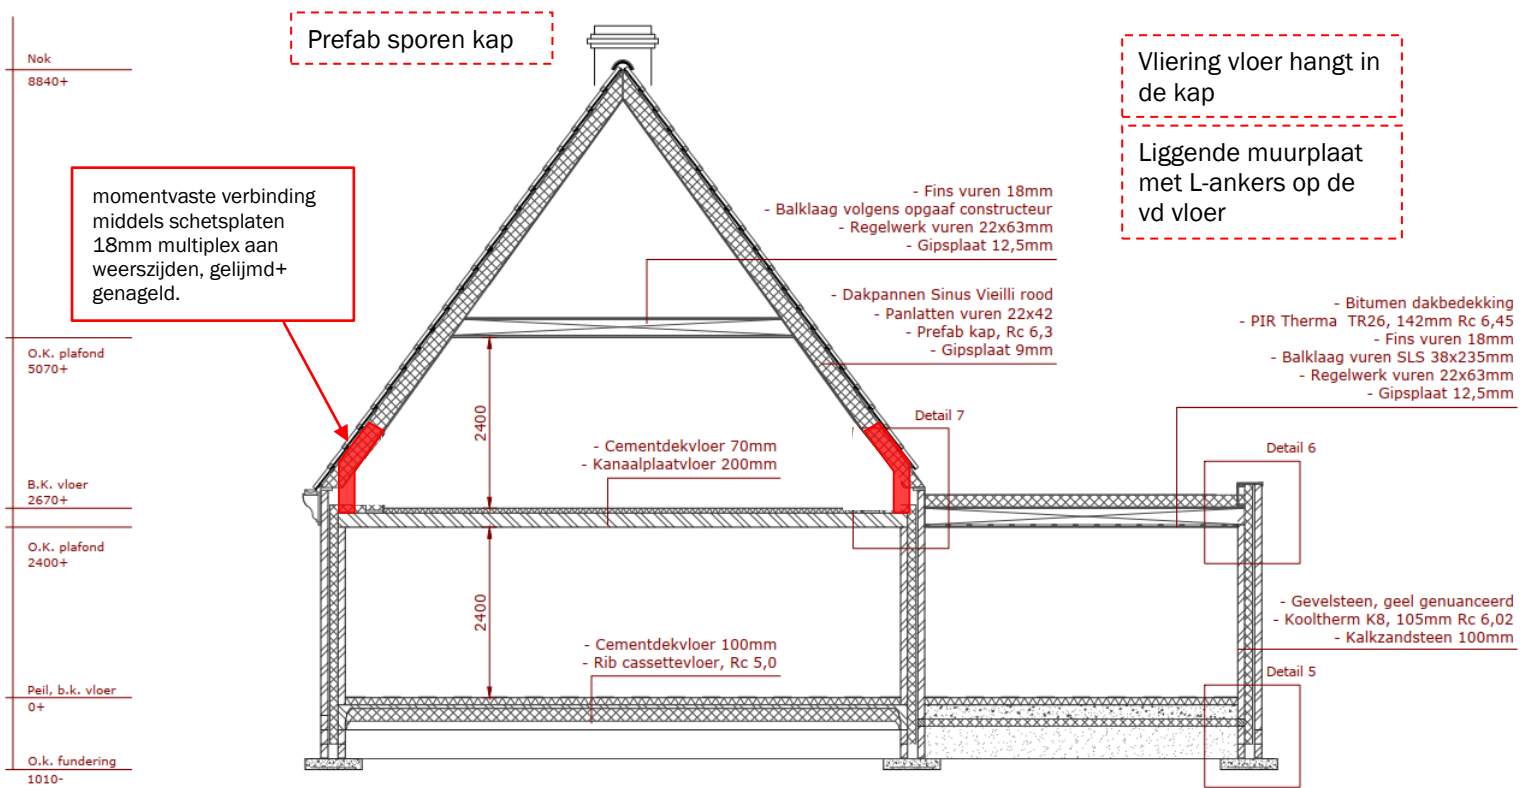 Prefab sporen kap
Vliering vloer hangt in
de kap
Liggende muurplaat
met L-ankers op de
vd vloer
momentvaste verbinding
middels schetsplaten
18mm multiplex aan
weerszijden, gelijmd+
genageld.
Nok
8840+
O.K. plafond
5070+
B.K. vloer
2670+
O.K. plafond
2400+
Peil, b.k. vloer
0+
O.k. fundering
1010-
- Fins vuren 18mm
- Balklaag volgens opgaaf constructeur
- Regelwerk vuren 22x63mm
- Gipsplaat 12,5mm
- Dakpannen Sinus Vieilli rood
- Panlatten vuren 22x42
- Prefab kap, Rc 6,3
- Gipsplaat 9mm
- Bitumen dakbedekking
- PIR Therma TR26, 142mm Rc 6,45
- Fins vuren 18mm
- Balklaag vuren SLS 38x235mm
- Regelwerk vuren 22x63mm
- Gipsplaat 12,5mm
2400
Detail 7
- Cementdekvloer 70mm
- Kanaalplaatvloer 200mm
Detail 6
2400
- Cementdekvloer 100mm
- Rib cassettevloer, Rc 5,0
- Gevelsteen, geel genuanceerd
- Kooltherm K8, 105mm Rc 6,02
- Kalkzandsteen 100mm
Detail 5